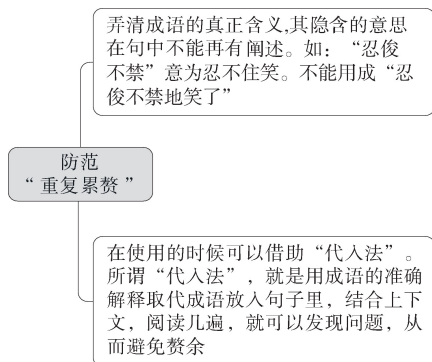 弄清成语的真正含义,其隐含的意思
在句中不能再有阐述。如：“忍俊
不禁”意为忍不住笑。不能用成“忍
俊不禁地笑了”
防范
“重复累赘”
在使用的时候可以借助“代入法”。
所谓“代入法”，就是用成语的准确
解释取代成语放入句子里，结合上下
文，阅读几遍，就可以发现问题，从
而避免赘余